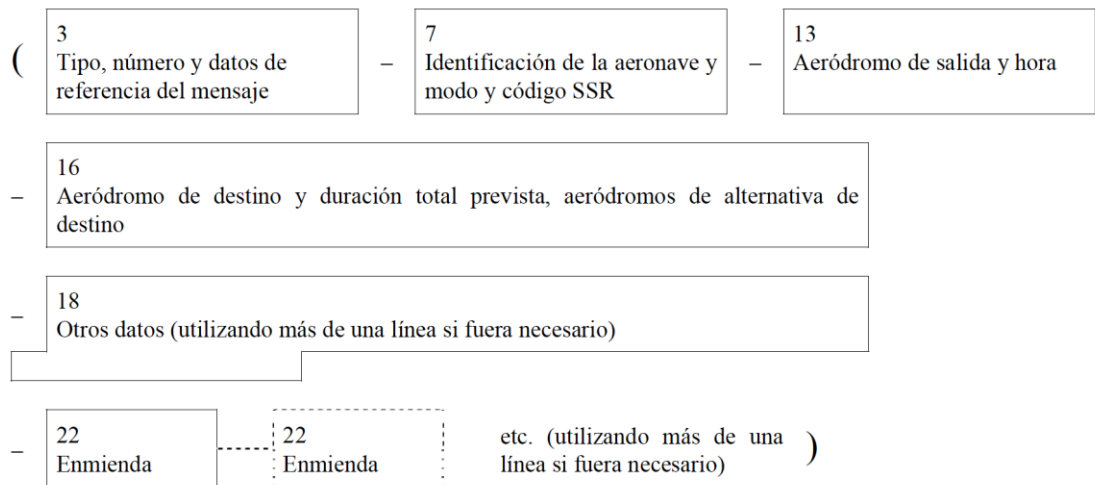 ( 3 – 7 – 13
Tipo, número y datos de Identificación de la aeronave y Aeródromo de salida y hora
referencia del mensaje modo y código SSR
16
– Aeródromo de destino y duración total prevista, aeródromos de alternativa de
destino
18
– Otros datos (utilizando más de una línea si fuera necesario)
– 22 22 etc. (utilizando más de una )
Enmienda Enmienda línea si fuera necesario)